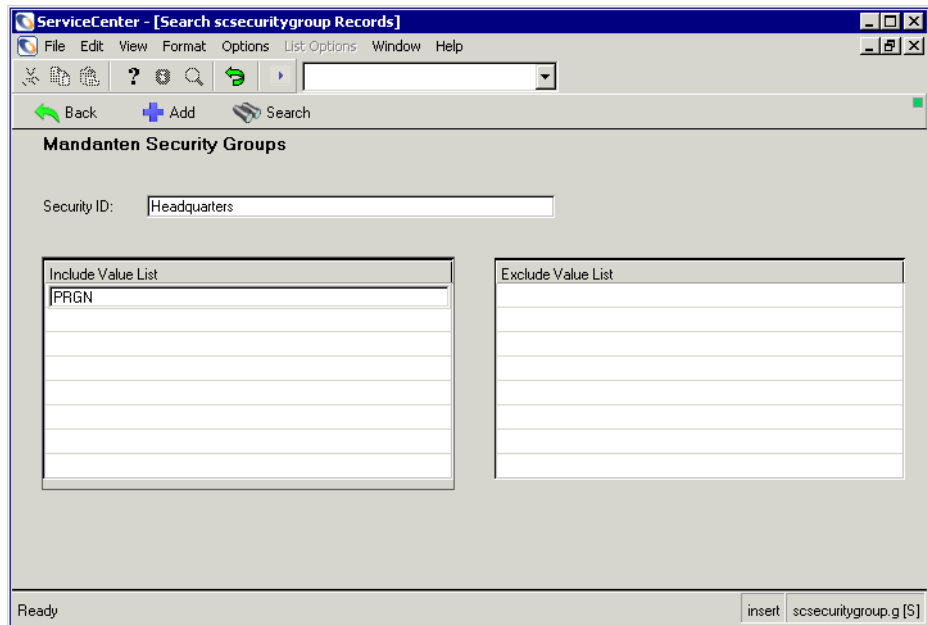 ServiceCenter - [Search scsecuritygroup Records]
File Edit View Format Options List Options Window Help
Back Add Search
Mandanten Security Groups
Security ID: Headquarters
Include Value List Exclude Value List
PRGN
Ready insert scsecuritygroup.g [S]